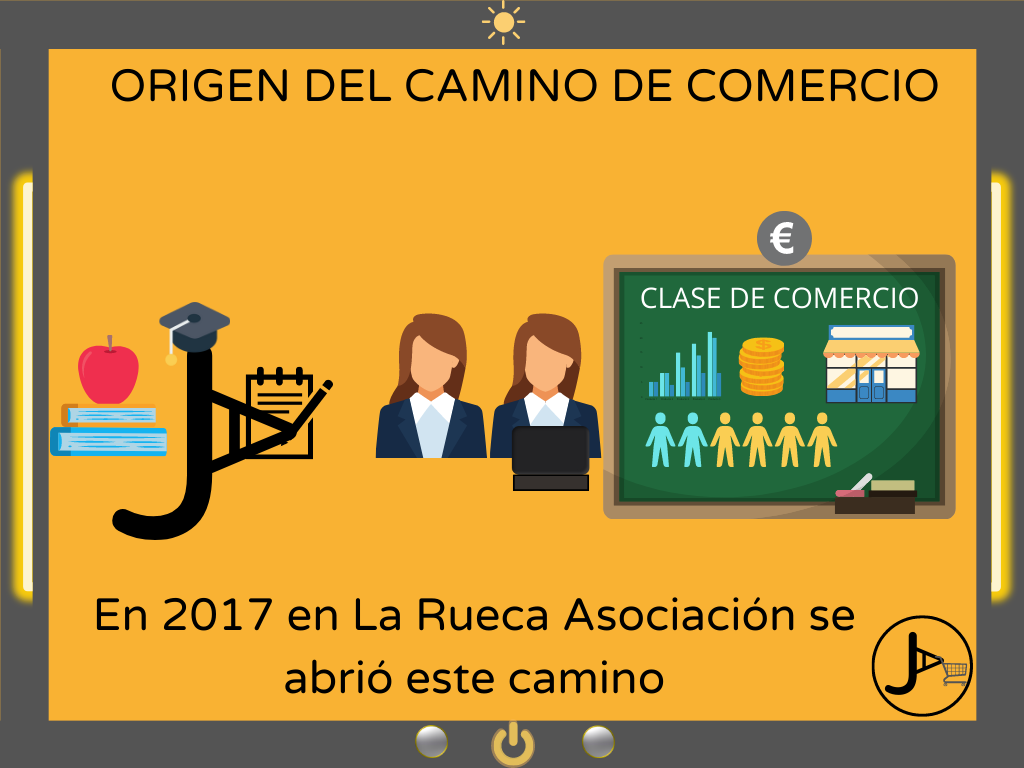 ORIGEN DEL CAMINO DE COMERCIO
€
CLASE DE COMERCIO
$
En 2017 en La Rueca Asociación se
abrió este camino